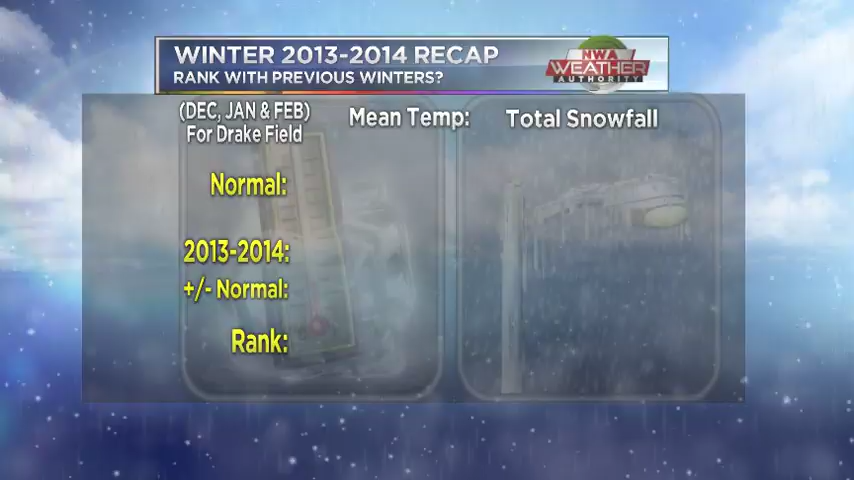 WINTER 2013-2014 RECAP
RANK WITH PREVIOUS WINTERS?
NWA
WEATHER
AUTHORITY
(DEC, JAN & FEB)
For Drake Field
Mean Temp:
Total Snowfall
Normal:
2013-2014:
+/- Normal:
Rank: